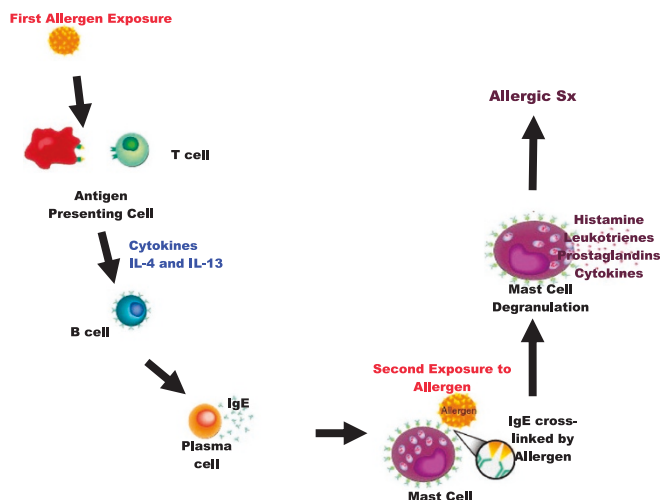 First Allergen Exposure
T cell
Antigen
Presenting Cell
Cytokines
IL-4 and IL-13
B cell
IgE
Plasma
cell
Second Exposure to
Allergen
Allergen
IgE cross-
linked by
Allergen
Mast Cell
Histamine
Leukotrienes
Prostaglandins
Cytokines
Mast Cell
Degranulation
Allergic Sx